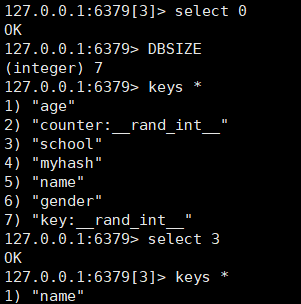 127.0.0.1:6379[3]> select 0
OK
127.0.0.1:6379> DBSIZE
(integer) 7
127.0.0.1:6379> keys *
1) "age"
2) "counter:__rand_int__"
3) "school"
4) "myhash"
5) "name"
6) "gender"
7) "key:__rand_int__"
127.0.0.1:6379> select 3
OK
127.0.0.1:6379[3]> keys *
1) "name"